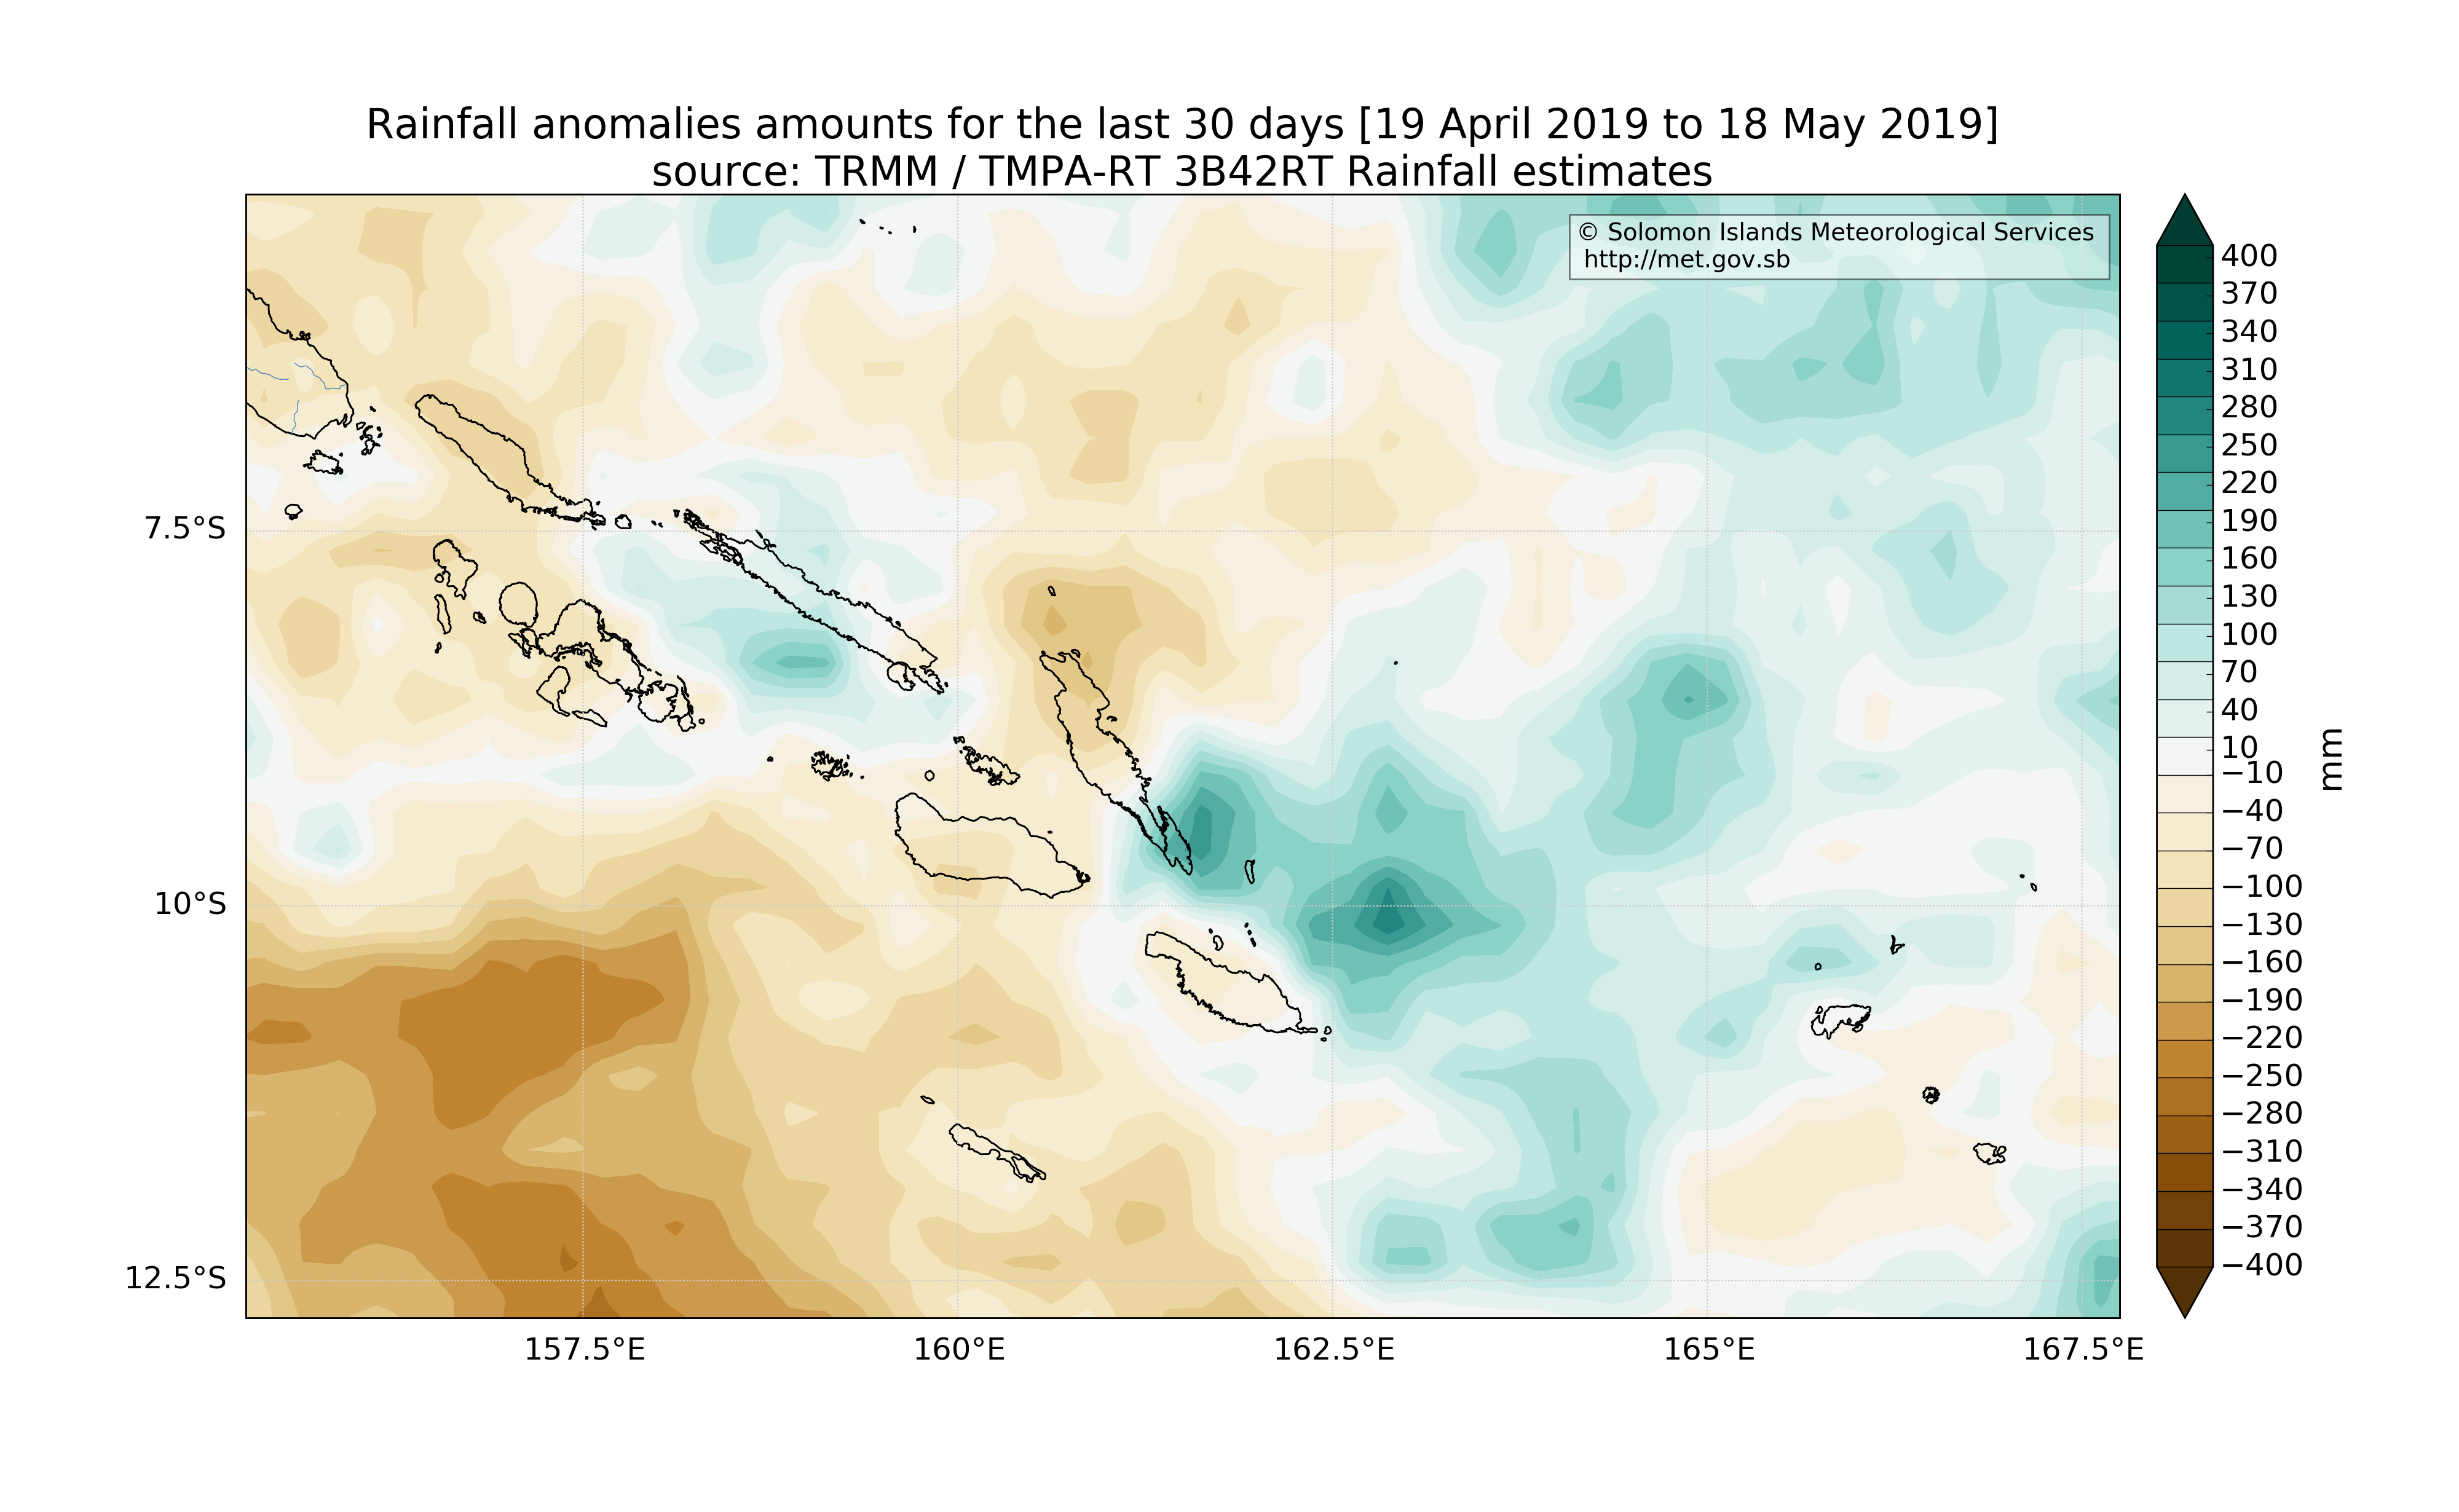 Rainfall anomalies amounts for the last 30 days [19 April 2019 to 18 May 2019]
source: TRMM / TMPA-RT 3B42RT Rainfall estimates
© Solomon Islands Meteorological Services
http://met.gov.sb
7.5°S
10°S
12.5°S
157.5°E
160°E
162.5°E
165°E
167.5°E
400
370
340
310
280
250
220
190
160
130
100
70
40
10
−10
−40
−70
−100
−130
−160
−190
−220
−250
−280
−310
−340
−370
−400
mm